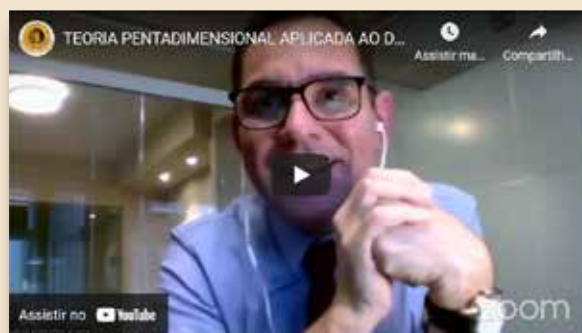 TEORIA PENTADIMENSIONAL APLICADA AO D...
Assistir ma...
Compartilh...
Assistir no YouTube
zoom